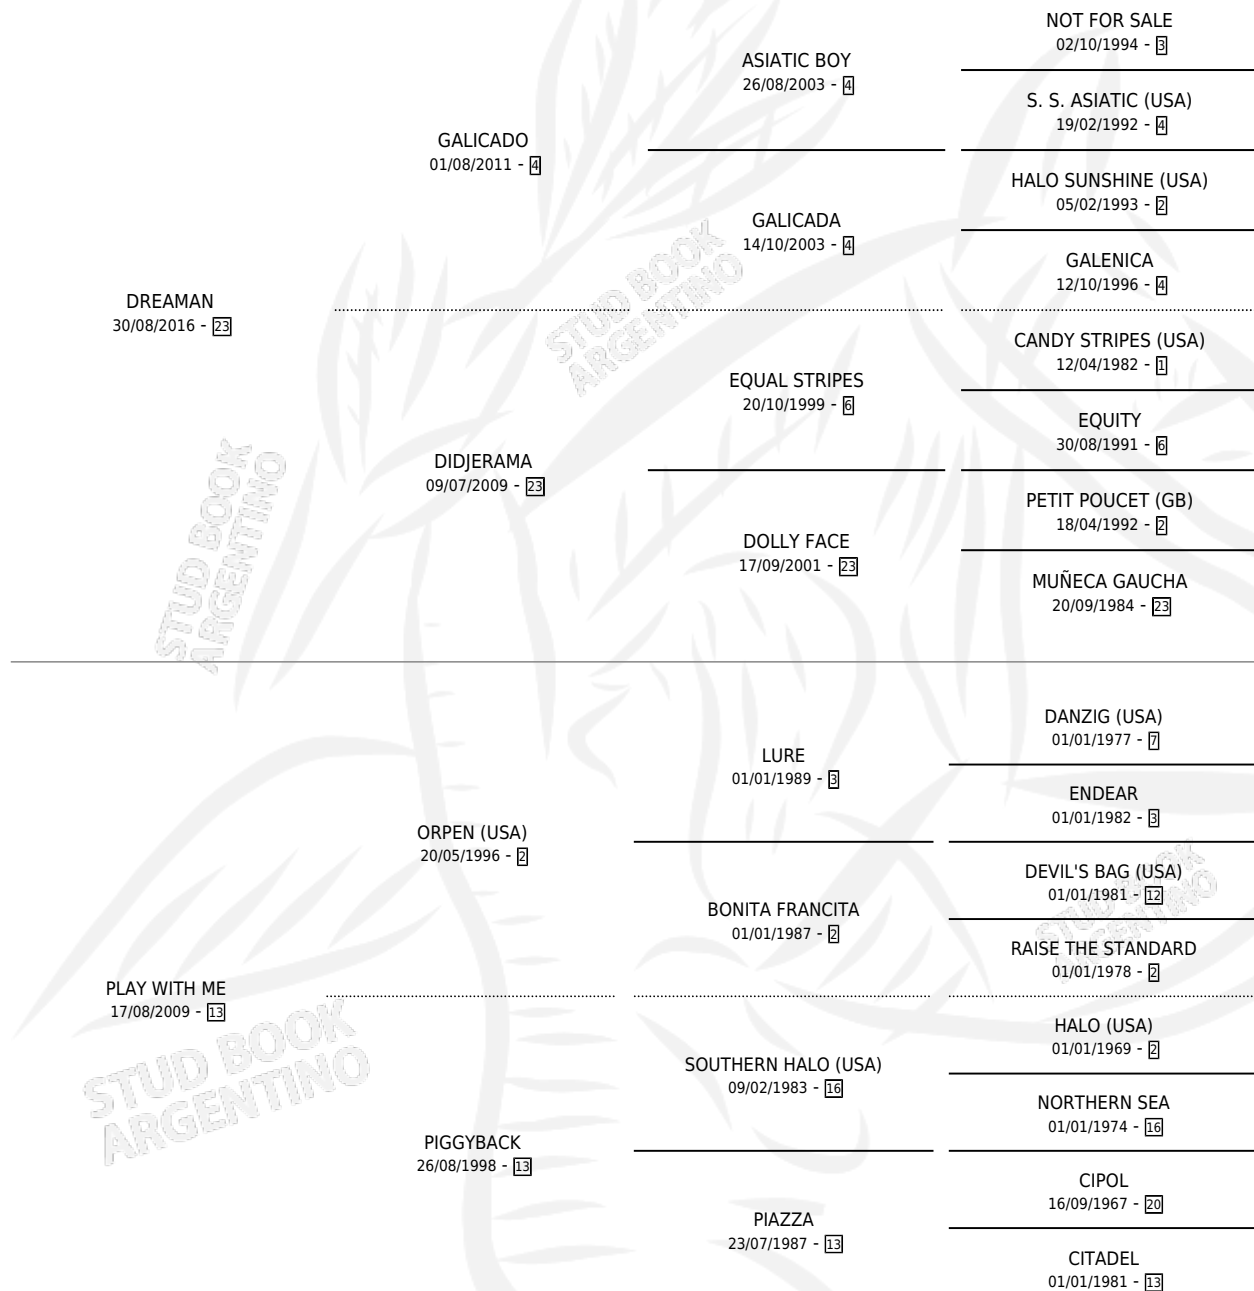 NOT FOR SALE
02/10/1994 - 3
ASIATIC BOY
26/08/2003 - 4
S. S. ASIATIC (USA)
19/02/1992 - 4
GALICADO
01/08/2011 - 4
HALO SUNSHINE (USA)
05/02/1993 - 2
GALICADA
14/10/2003 - 4
GALENICA
12/10/1996 - 4
DREAMAN
30/08/2016 - 23
CANDY STRIPES (USA)
12/04/1982 - 1
EQUAL STRIPES
20/10/1999 - 6
EQUITY
30/08/1991 - 6
DIDJERAMA
09/07/2009 - 23
PETIT POUCET (GB)
18/04/1992 - 2
DOLLY FACE
17/09/2001 - 23
MUÑECA GAUCHA
20/09/1984 - 23
DANZIG (USA)
01/01/1977 - 7
LURE
01/01/1989 - 3
ENDEAR
01/01/1982 - 3
ORPEN (USA)
20/05/1996 - 2
DEVIL'S BAG (USA)
01/01/1981 - 12
BONITA FRANCITA
01/01/1987 - 2
RAISE THE STANDARD
01/01/1978 - 2
PLAY WITH ME
17/08/2009 - 13
HALO (USA)
01/01/1969 - 2
SOUTHERN HALO (USA)
09/02/1983 - 16
NORTHERN SEA
01/01/1974 - 16
PIGGYBACK
26/08/1998 - 13
CIPOL
16/09/1967 - 20
PIAZZA
23/07/1987 - 13
CITADEL
01/01/1981 - 13
STUD BOOK
ARGENTINO
STUD BOOK
ARGENTINO
STUD BOOK
ARGENTINO
STUD BOOK
ARGENTINO